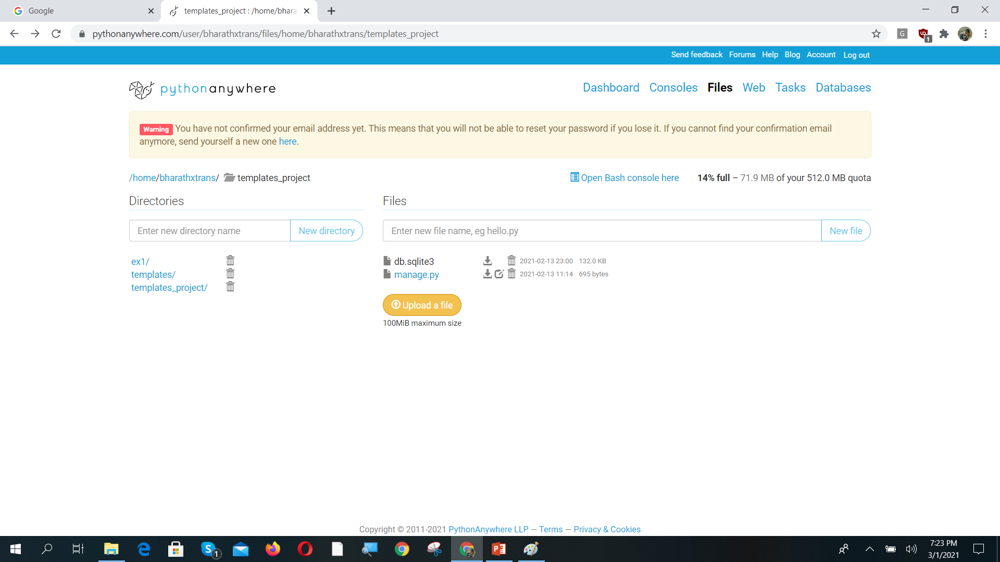 Google
templates_project : /home/bhara
pythonanywhere.com/user/bharathxtrans/files/home/bharathxtrans/templates_project
G
1
Send feedback Forums Help Blog Account Log out
pythonanywhere
Dashboard Consoles Files Web Tasks Databases
Warning You have not confirmed your email address yet. This means that you will not be able to reset your password if you lose it. If you cannot find your confirmation email
anymore, send yourself a new one here.
/home/bharathxtrans/ templates_project
Open Bash console here 14% full – 71.9 MB of your 512.0 MB quota
Directories
Files
Enter new directory name New directory
Enter new file name, eg hello.py New file
ex1/
templates/
templates_project/
db.sqlite3 2021-02-13 23:00 132.0 KB
manage.py 2021-02-13 11:14 695 bytes
Upload a file
100MiB maximum size
Copyright © 2011-2021 PythonAnywhere LLP — Terms — Privacy & Cookies
1
7:23 PM
3/1/2021